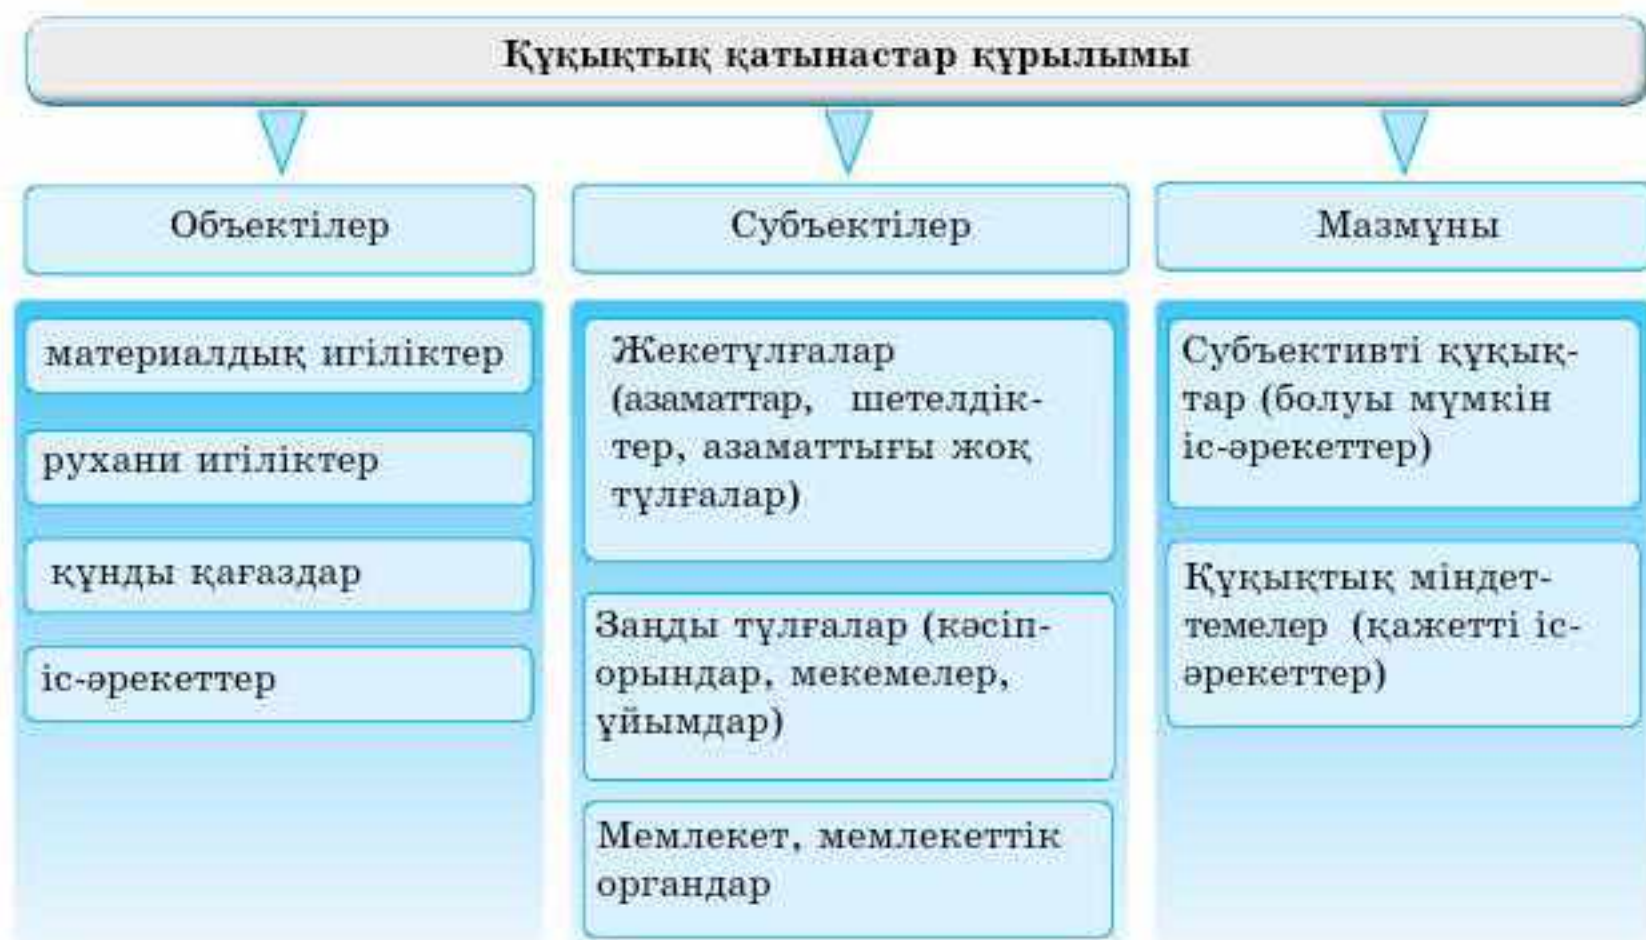 Құқықтық қатынастар құрылымы
Объектілер
материалдық игіліктер
рухани игіліктер
құнды қағаздар
іс-әрекеттер
Субъектілер
Жекетұлғалар
(азаматтар, шетелдік-
тер, азаматтығы жоқ
тұлғалар)
Заңды тұлғалар (кәсіп-
орындар, мекемелер,
ұйымдар)
Мемлекет, мемлекеттік
органдар
Мазмұны
Субъективті құқық-
тар (болуы мүмкін
іс-әрекеттер)
Құқықтық міндет-
темелер (қажетті іс-
әрекеттер)